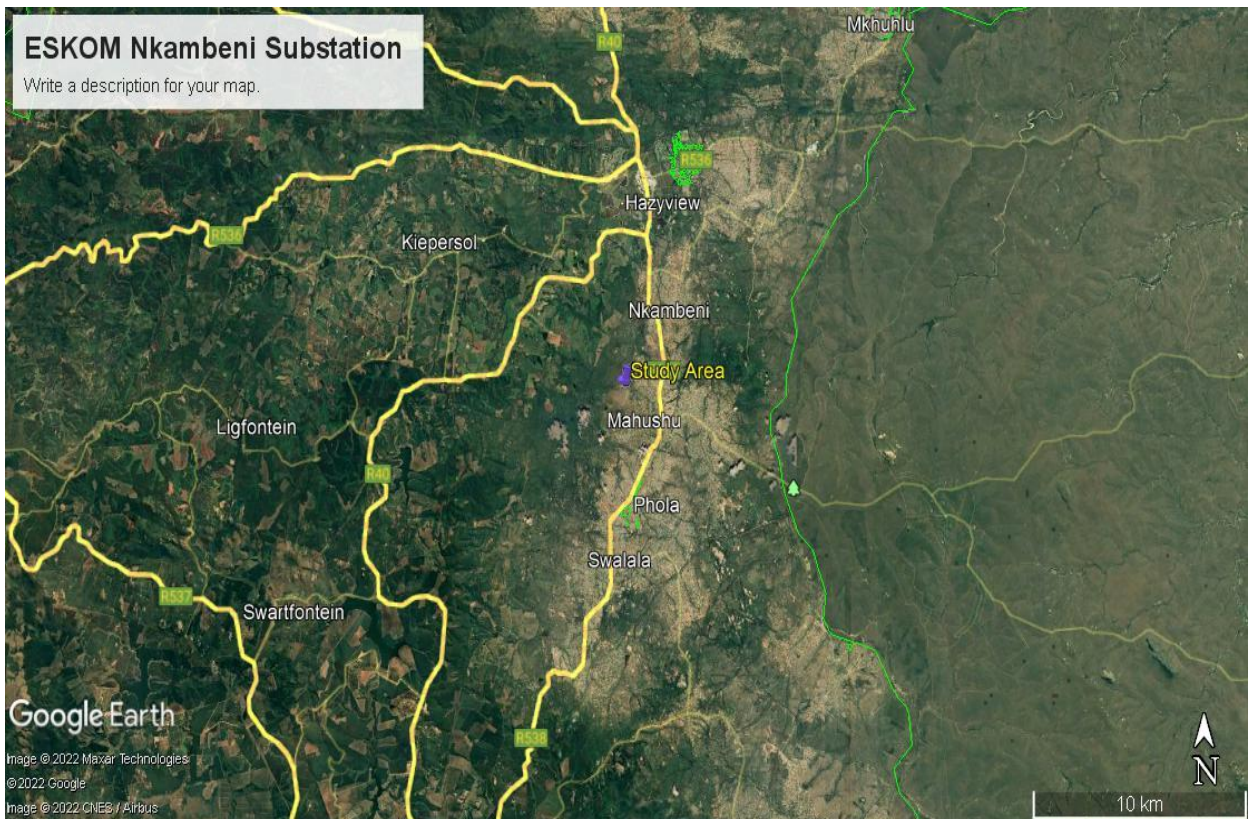 ESKOM Nkambeni Substation
Write a description for your map.
R40
Mkhuhlu
R536
Hazyview
R536
Kiepersol
Nkambeni
Study Area
Mahushu
Ligfontein
R40
Phola
Swalala
R537
Swartfontein
R538
Google Earth
Image © 2022 Maxar Technologies
© 2022 Google
Image © 2022 CNES / Airbus
N
10 km